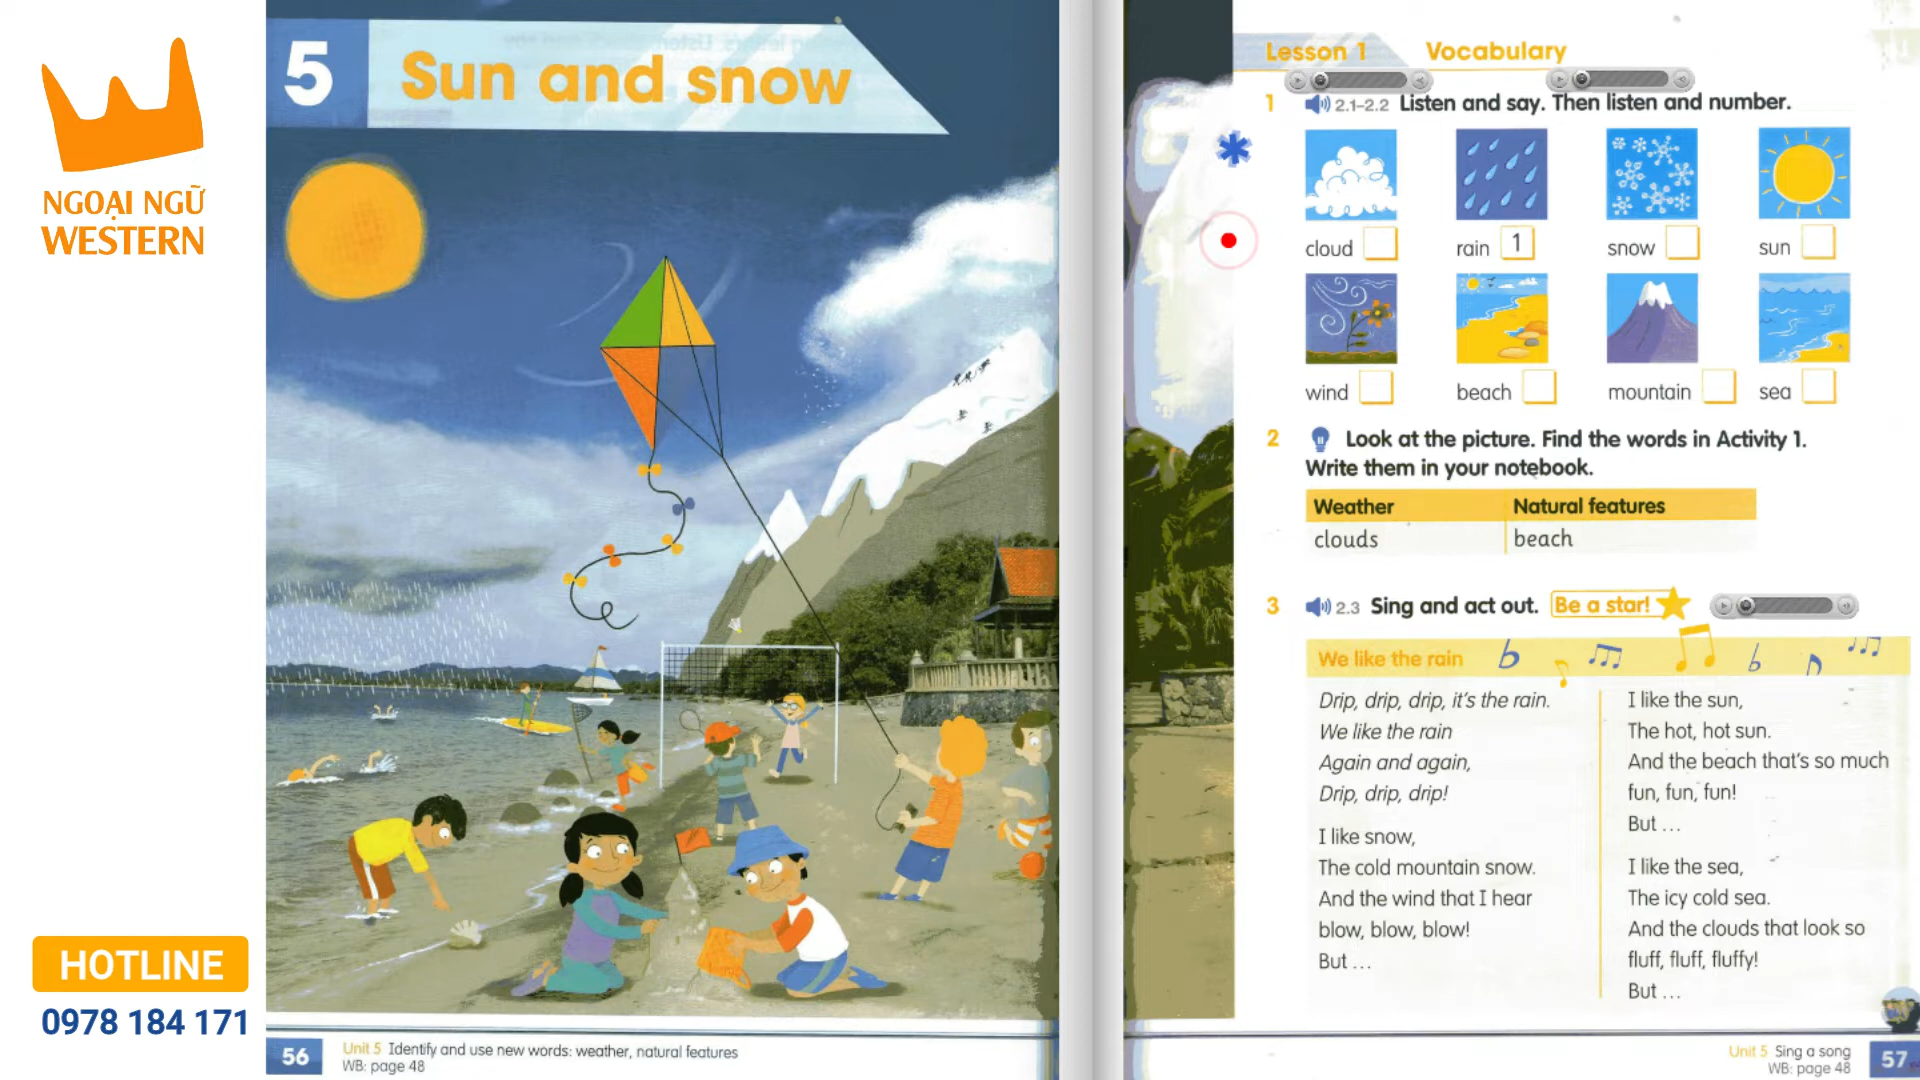 NGOẠI NGỮ
WESTERN
HOTLINE
0978 184 171
5
Sun and snow
56
Unit 5 Identify and use new words: weather, natural features
WB: page 48
Lesson 1 Vocabulary
1 2.1–2.2 Listen and say. Then listen and number.
cloud
rain 1
snow
sun
wind
beach
mountain
sea
2 Look at the picture. Find the words in Activity 1.
Write them in your notebook.
Weather Natural features
clouds beach
3 2.3 Sing and act out. Be a star!
We like the rain
Drip, drip, drip, it's the rain.
We like the rain
Again and again,
Drip, drip, drip!
I like snow,
The cold mountain snow.
And the wind that I hear
blow, blow, blow!
But ...
I like the sun,
The hot, hot sun.
And the beach that's so much
fun, fun, fun!
But ...
I like the sea,
The icy cold sea.
And the clouds that look so
fluff, fluff, fluffy!
But ...
Unit 5 Sing a song
WB: page 48
57